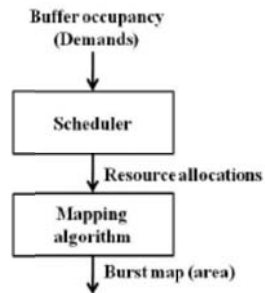 Buffer occupancy
(Demands)
Scheduler
Resource allocations
Mapping
algorithm
Burst map (area)